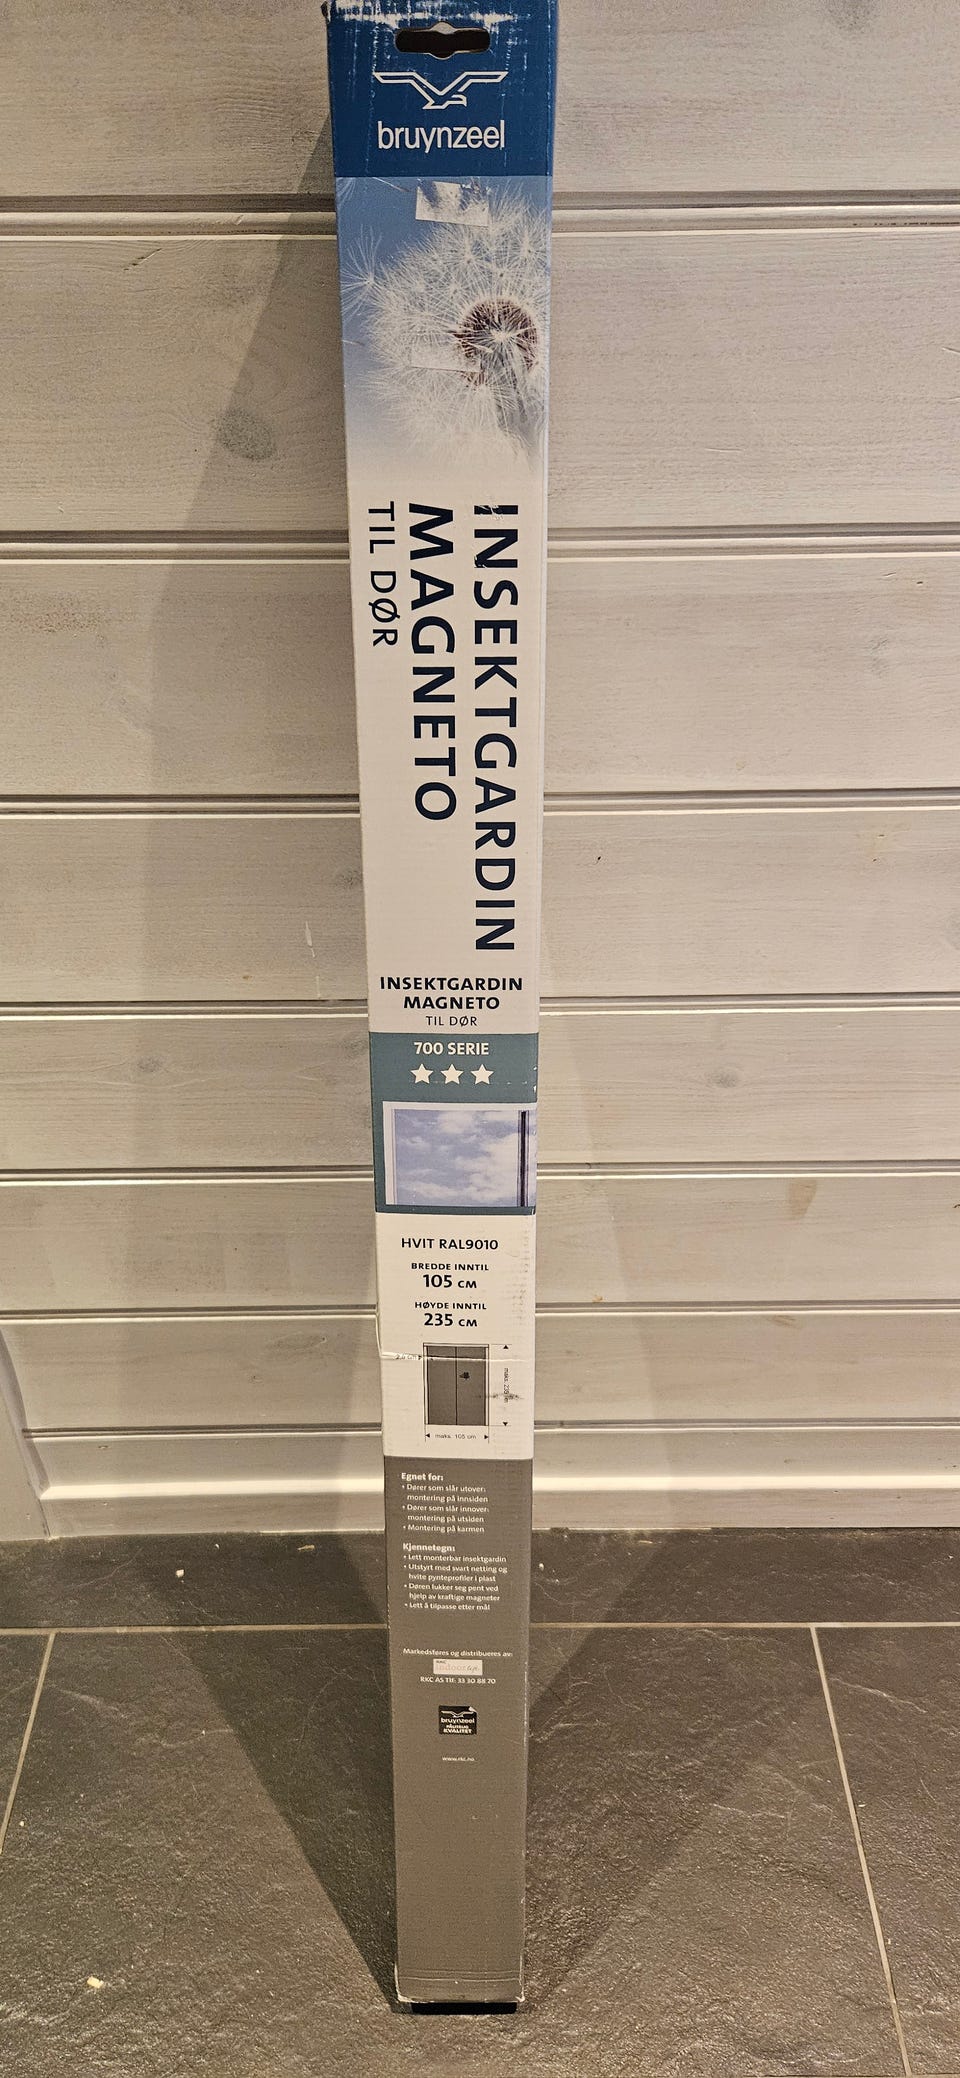 bruynzeel
INSEKTGARDIN
MAGNETO
TIL DØR
INSEKTGARDIN
MAGNETO
TIL DØR
700 SERIE
HVIT RAL9010
BREDDE INNTIL
105 CM
HØYDE INNTIL
235 CM
maks. 105 cm
Egnet for:
• Dører som slår utover:
montering på innsiden
• Dører som slår innover:
montering på utsiden
• Montering på karmen
Kjennetegn:
• Lett monterbar insektgardin
• Utstyrt med svart netting og
hvite pynteprofiler i plast
• Døren lukker seg pent ved
hjelp av kraftige magneter
• Lett å tilpasse etter mål
Markedsføres og distribueres av:
RKC
RKC AS Tlf: 33 30 88 70
bruynzeel
PÅLITELIG
KVALITET
www.rkc.no